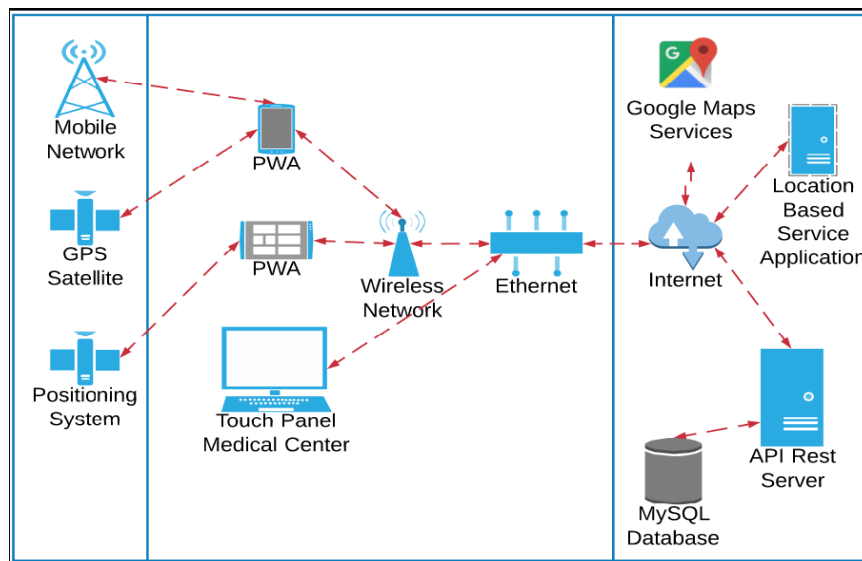 Mobile
Network
GPS
Satellite
Positioning
System
PWA
PWA
Wireless
Network
Ethernet
Touch Panel
Medical Center
G
Google Maps
Services
Location
Based
Service
Application
Internet
API Rest
Server
MySQL
Database